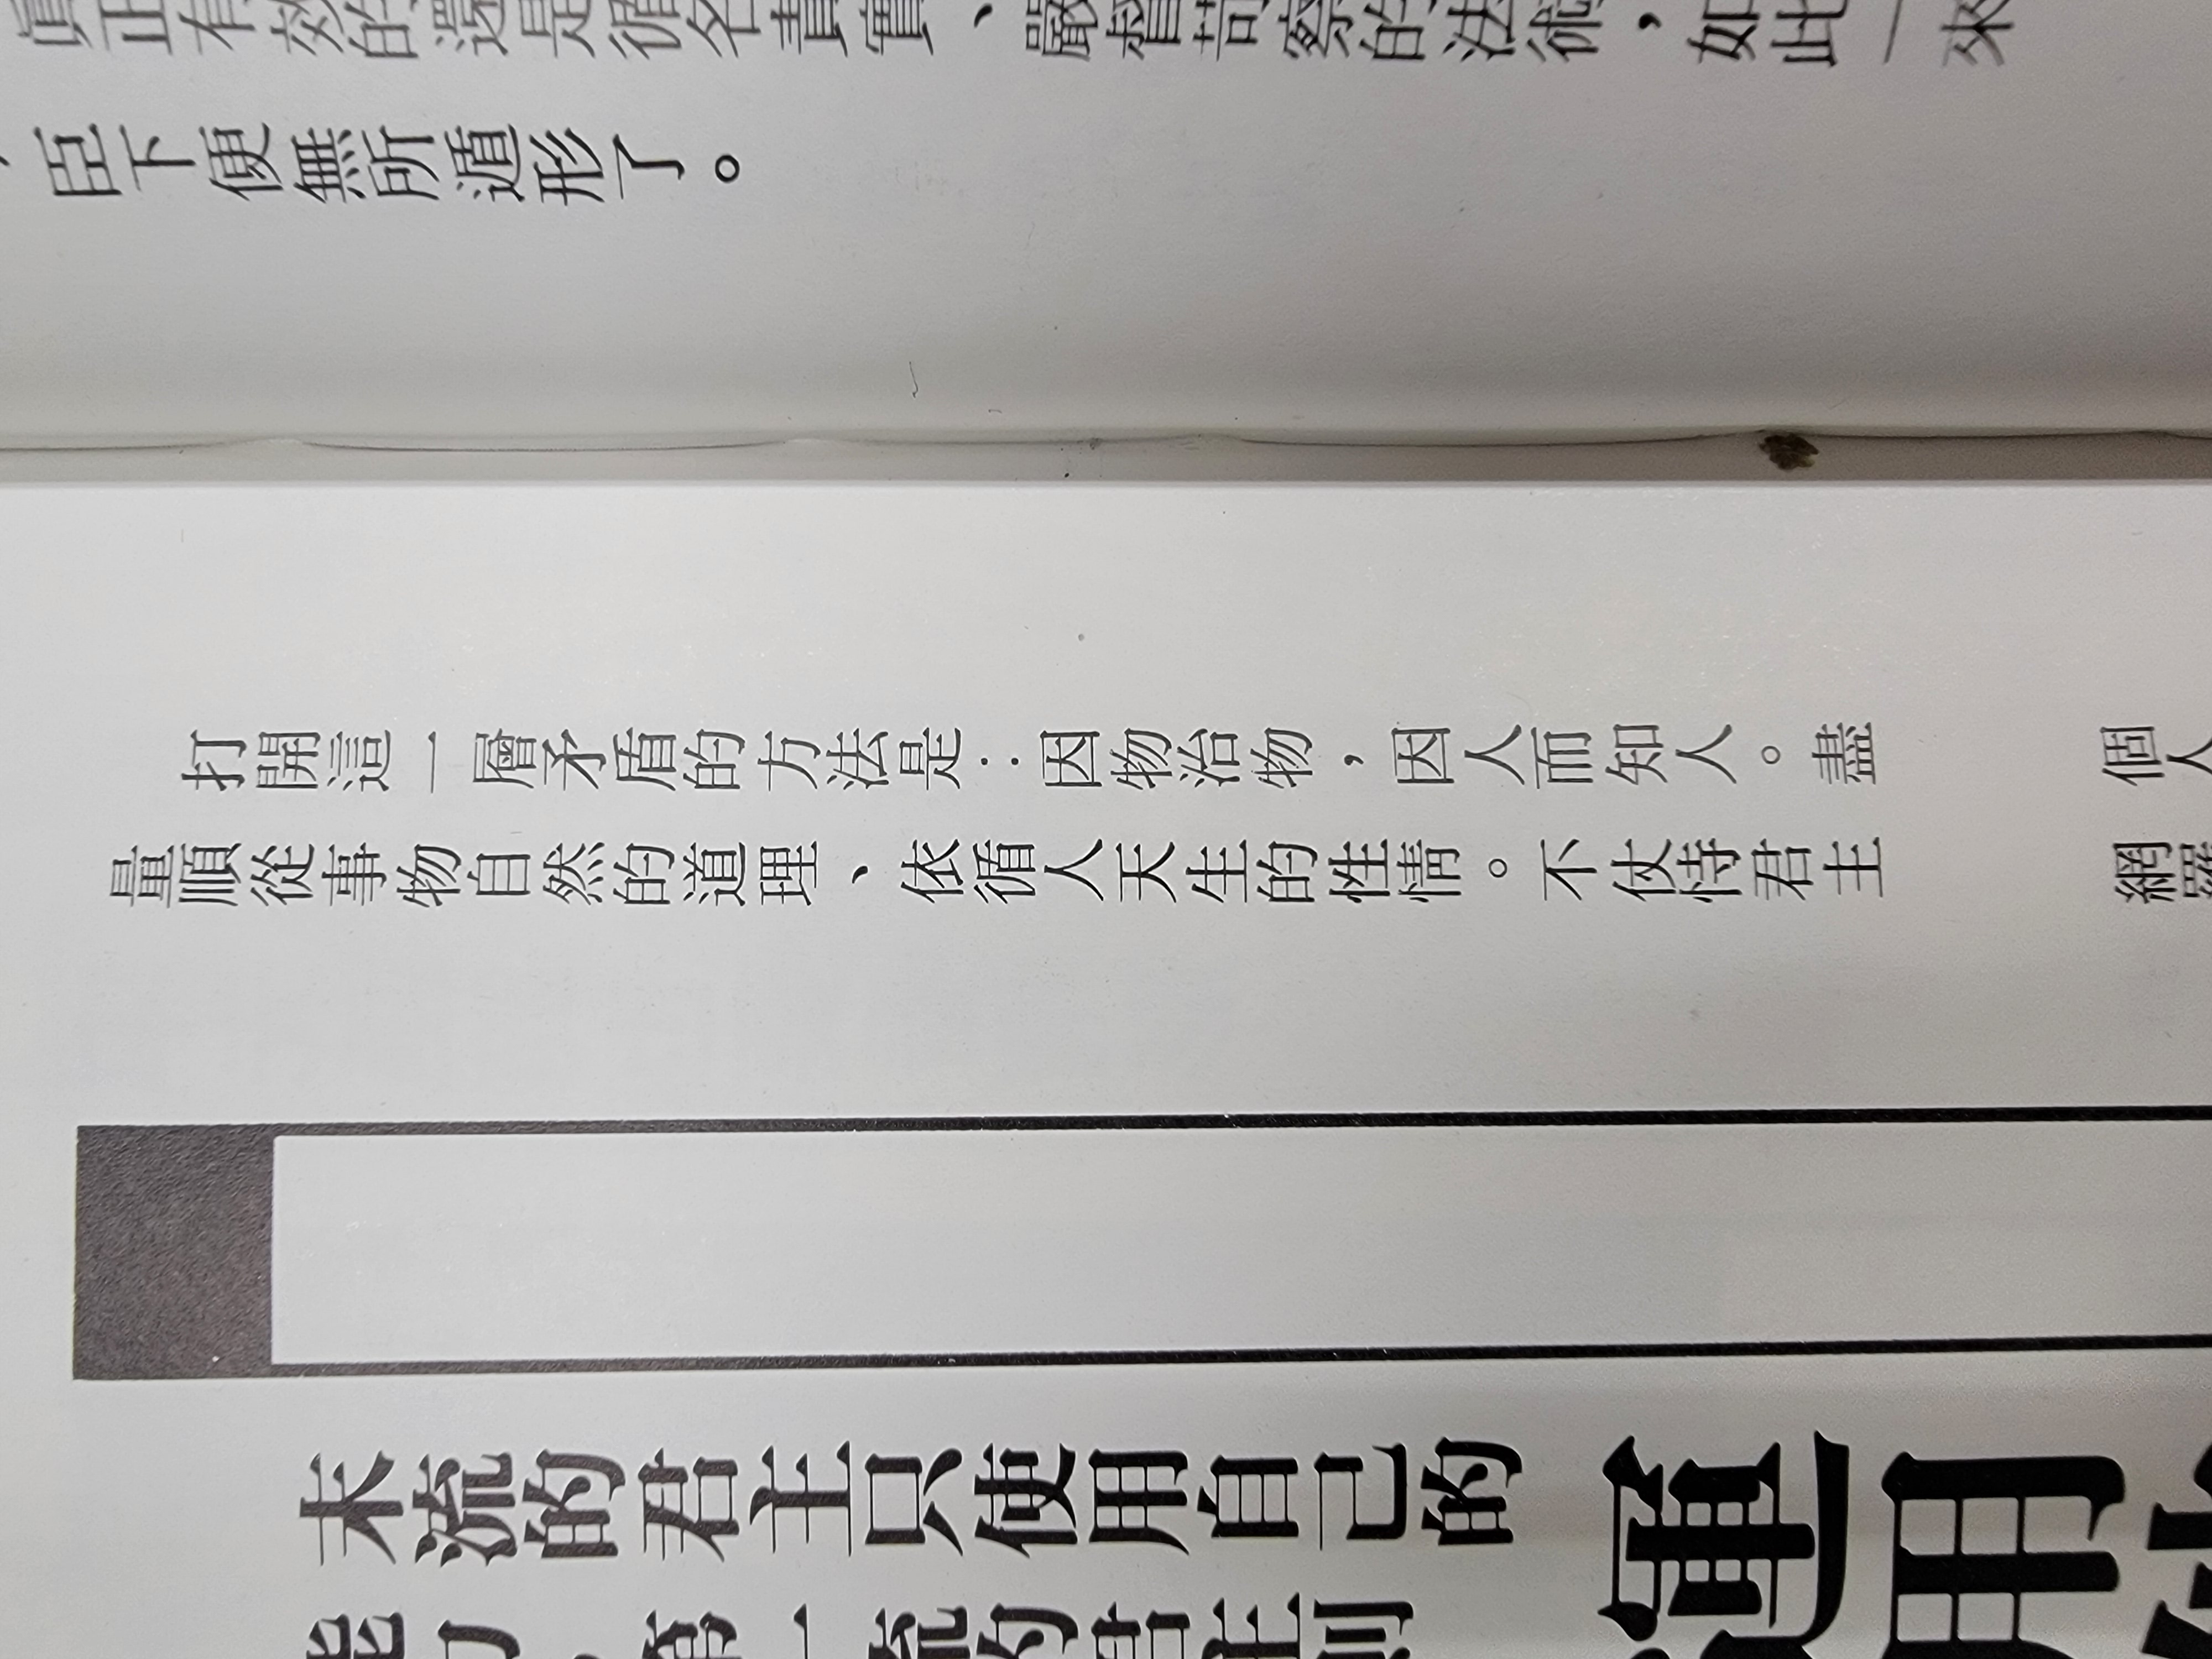 真正有效的還是循名責實、嚴督苛察的法術，如此一來
，臣下便無所遁形了。
打開這一層矛盾的方法是：因物治物，因人而知人。盡
量順從事物自然的道理、依循人天生的性情。不仗恃君主
個人
網羅
末流的君主只使用自己的
能力，第一流的君主則
運用他